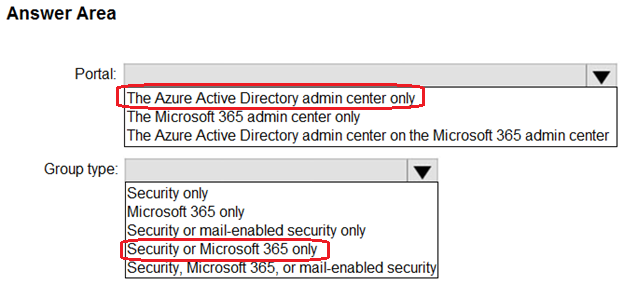 Answer Area
Portal:
The Azure Active Directory admin center only
The Microsoft 365 admin center only
The Azure Active Directory admin center on the Microsoft 365 admin center
Group type:
Security only
Microsoft 365 only
Security or mail-enabled security only
Security or Microsoft 365 only
Security, Microsoft 365, or mail-enabled security